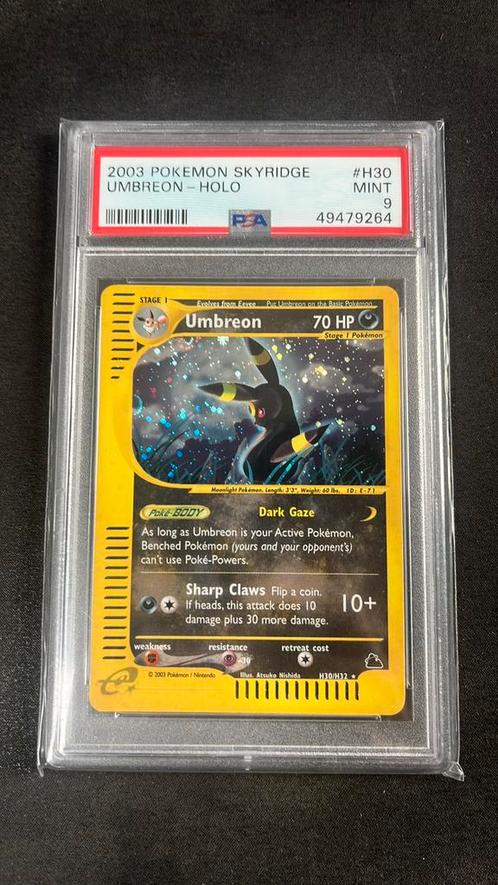 2003 POKEMON SKYRIDGE #H30
UMBREON - HOLO MINT
9
PSA 49479264
STAGE 1 Evolves from Eevee Put Umbreon on the Basic Pokémon
Umbreon 70 HP
Stage 1 Pokémon
Moonlight Pokémon. Length: 3'3", Weight: 60 lbs. ID: E-71
Poké-BODY Dark Gaze
As long as Umbreon is your Active Pokémon,
Benched Pokémon (yours and your opponent's)
can't use Poké-Powers.
Sharp Claws Flip a coin.
If heads, this attack does 10
damage plus 30 more damage.
10+
weakness resistance retreat cost
-30
© 2003 Pokémon / Nintendo Illus. Atsuko Nishida H30/H32 ★
e